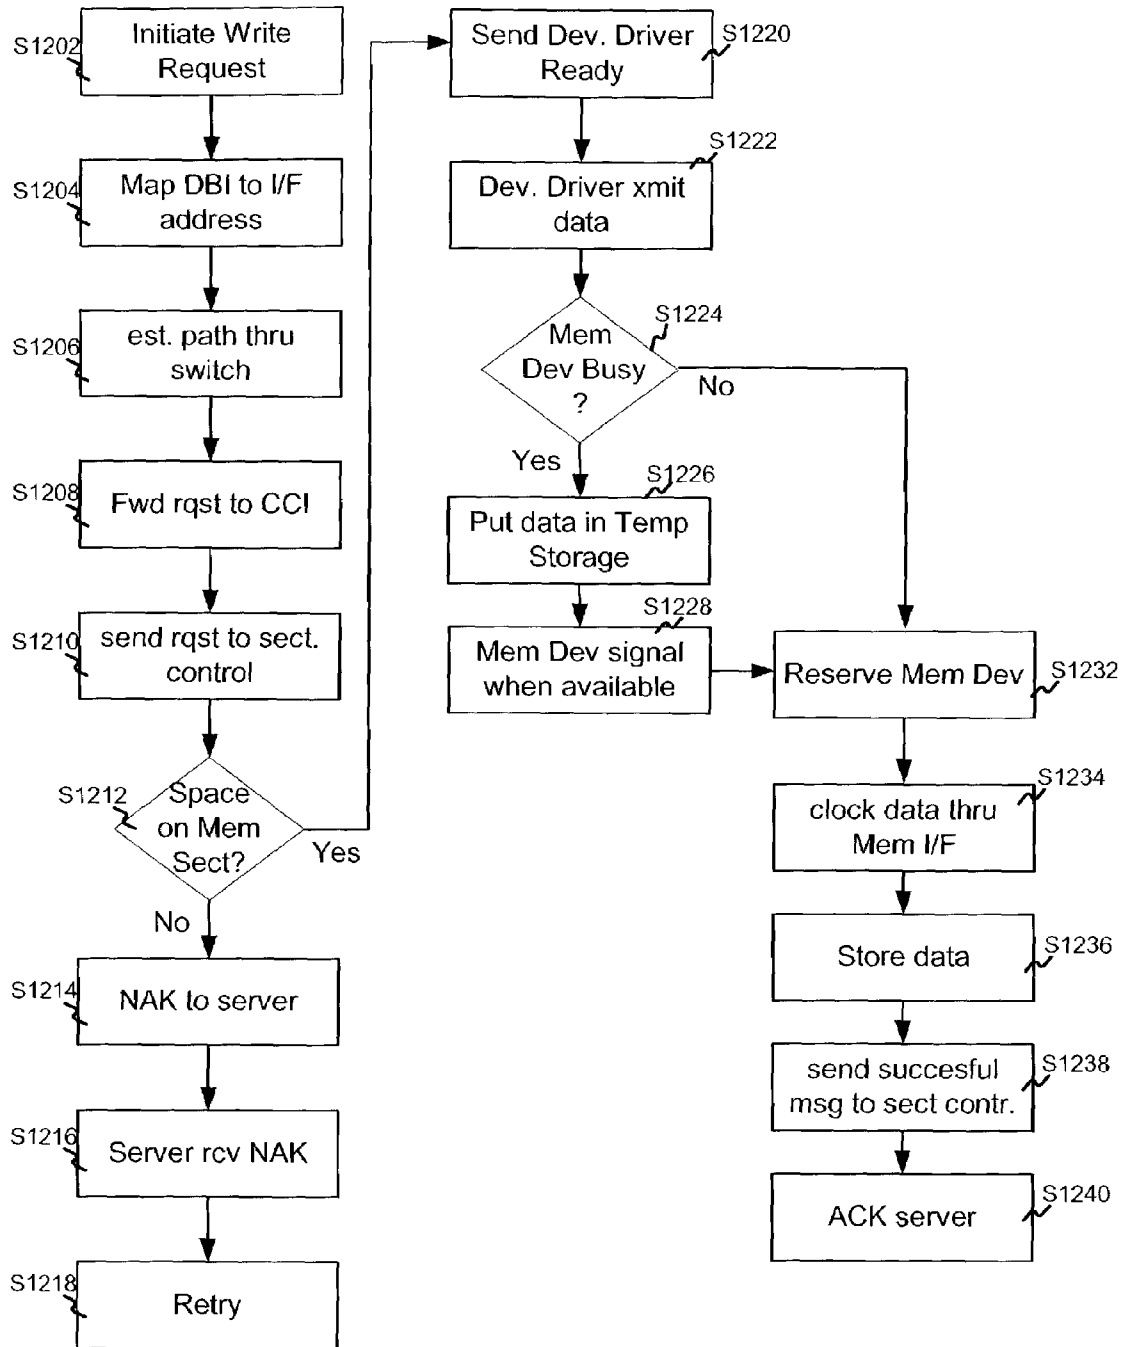 S1202
Initiate Write
Request
S1204
Map DBI to I/F
address
S1206
est. path thru
switch
S1208
Fwd rqst to CCI
S1210
send rqst to sect.
control
S1212
Space
on Mem
Sect?
Yes
No
S1214
NAK to server
S1216
Server rcv NAK
S1218
Retry
S1220
Send Dev. Driver
Ready
S1222
Dev. Driver xmit
data
S1224
Mem
Dev Busy
?
No
Yes
S1226
Put data in Temp
Storage
S1228
Mem Dev signal
when available
Reserve Mem Dev
S1232
S1234
clock data thru
Mem I/F
S1236
Store data
S1238
send succesful
msg to sect contr.
S1240
ACK server